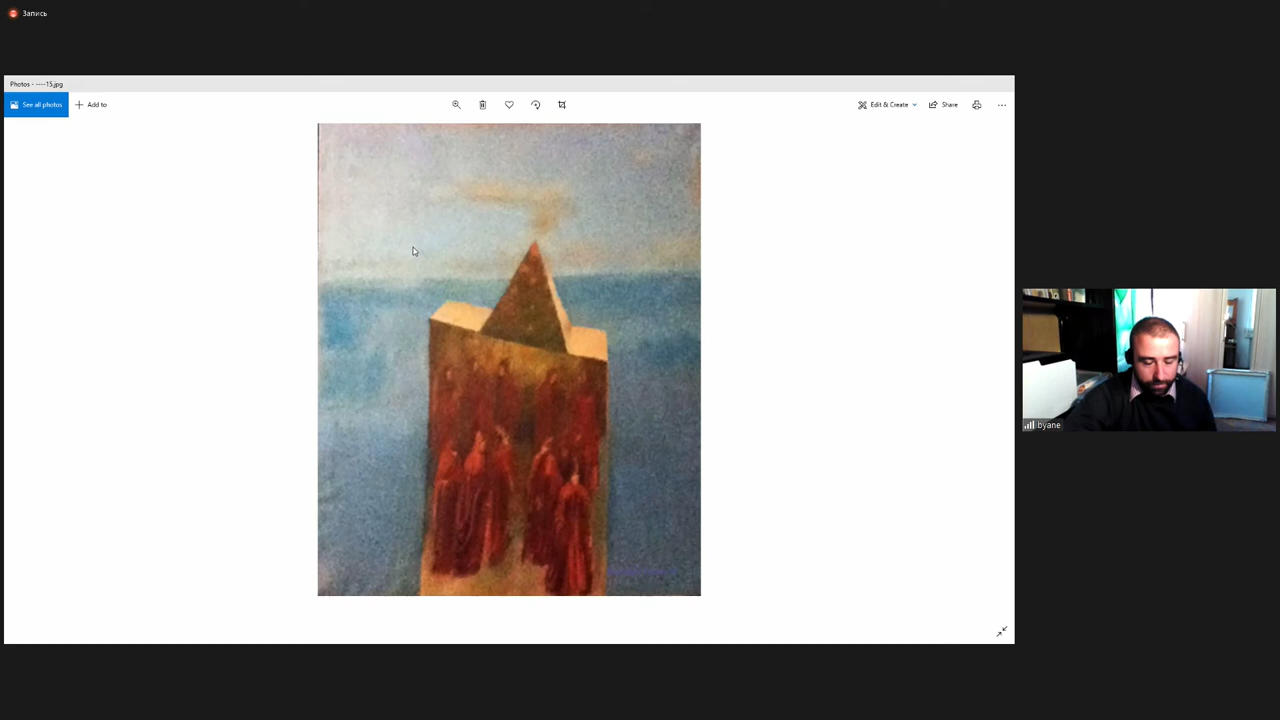 Запись
Photos - ----15.jpg
See all photos
Add to
Edit & Create
Share
byane